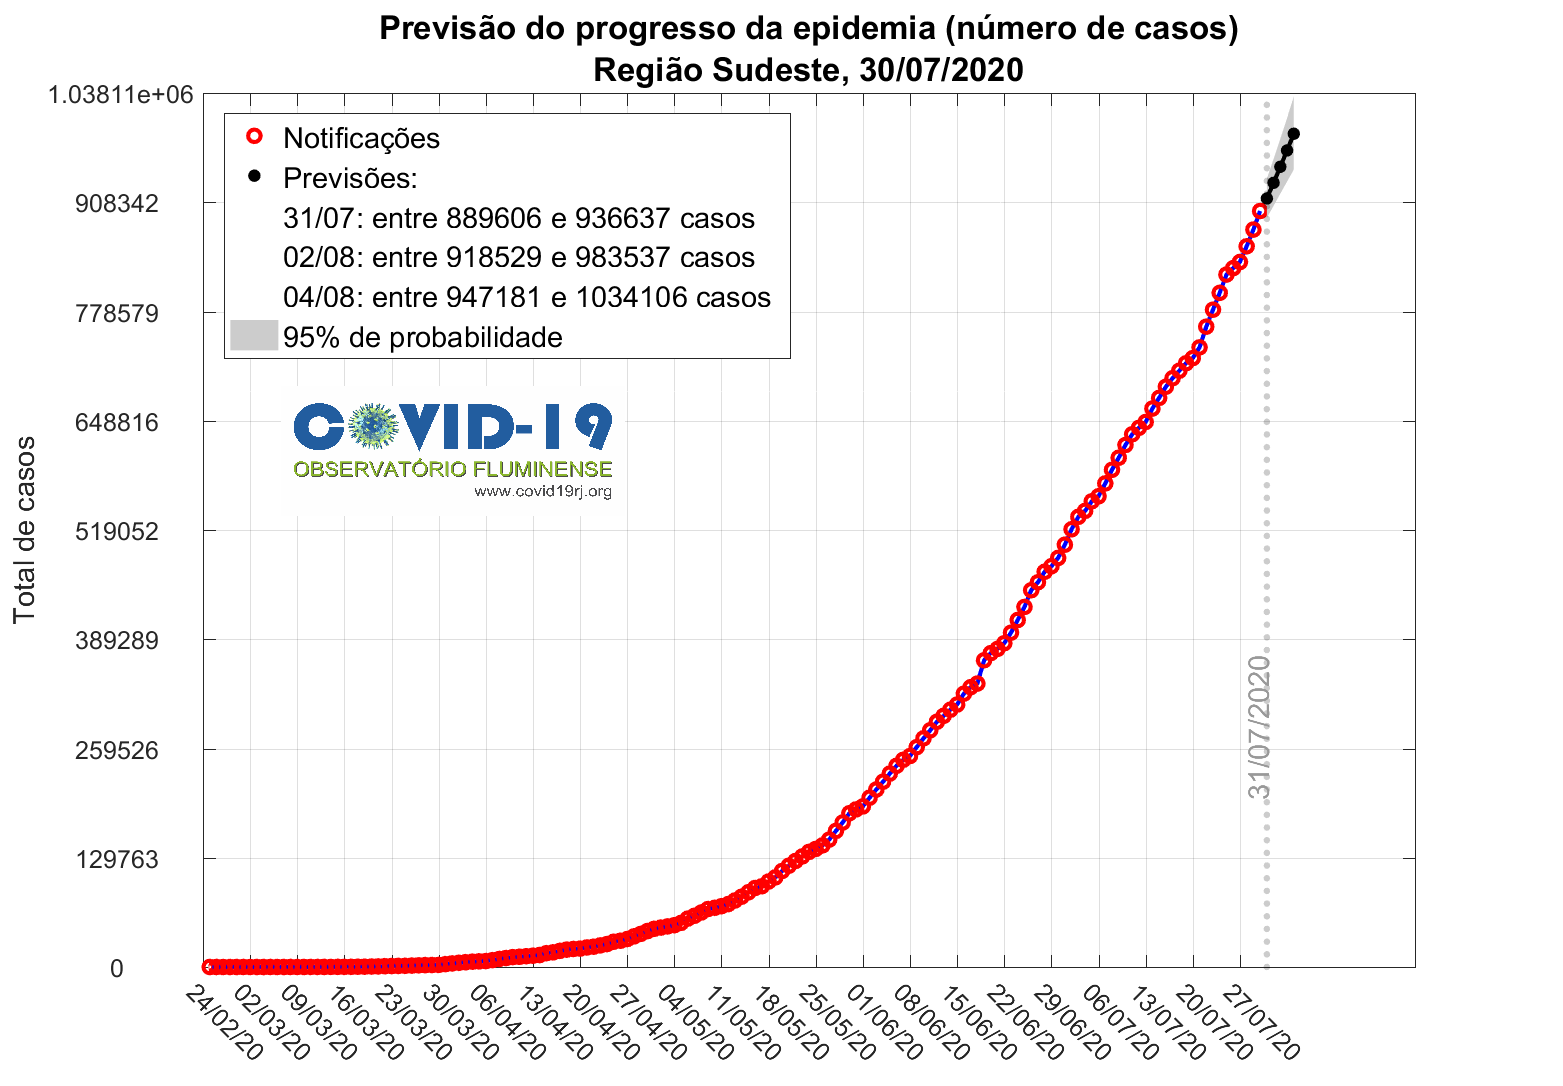 Previsão do progresso da epidemia (número de casos)
Região Sudeste, 30/07/2020
1.03811e+06
908342
778579
648816
519052
389289
259526
129763
0
Total de casos
Notificações
Previsões:
31/07: entre 889606 e 936637 casos
02/08: entre 918529 e 983537 casos
04/08: entre 947181 e 1034106 casos
95% de probabilidade
COVID-19
OBSERVATÓRIO FLUMINENSE
www.covid19rj.org
31/07/2020
24/02/20
02/03/20
09/03/20
16/03/20
23/03/20
30/03/20
06/04/20
13/04/20
20/04/20
27/04/20
04/05/20
11/05/20
18/05/20
25/05/20
01/06/20
08/06/20
15/06/20
22/06/20
29/06/20
06/07/20
13/07/20
20/07/20
27/07/20